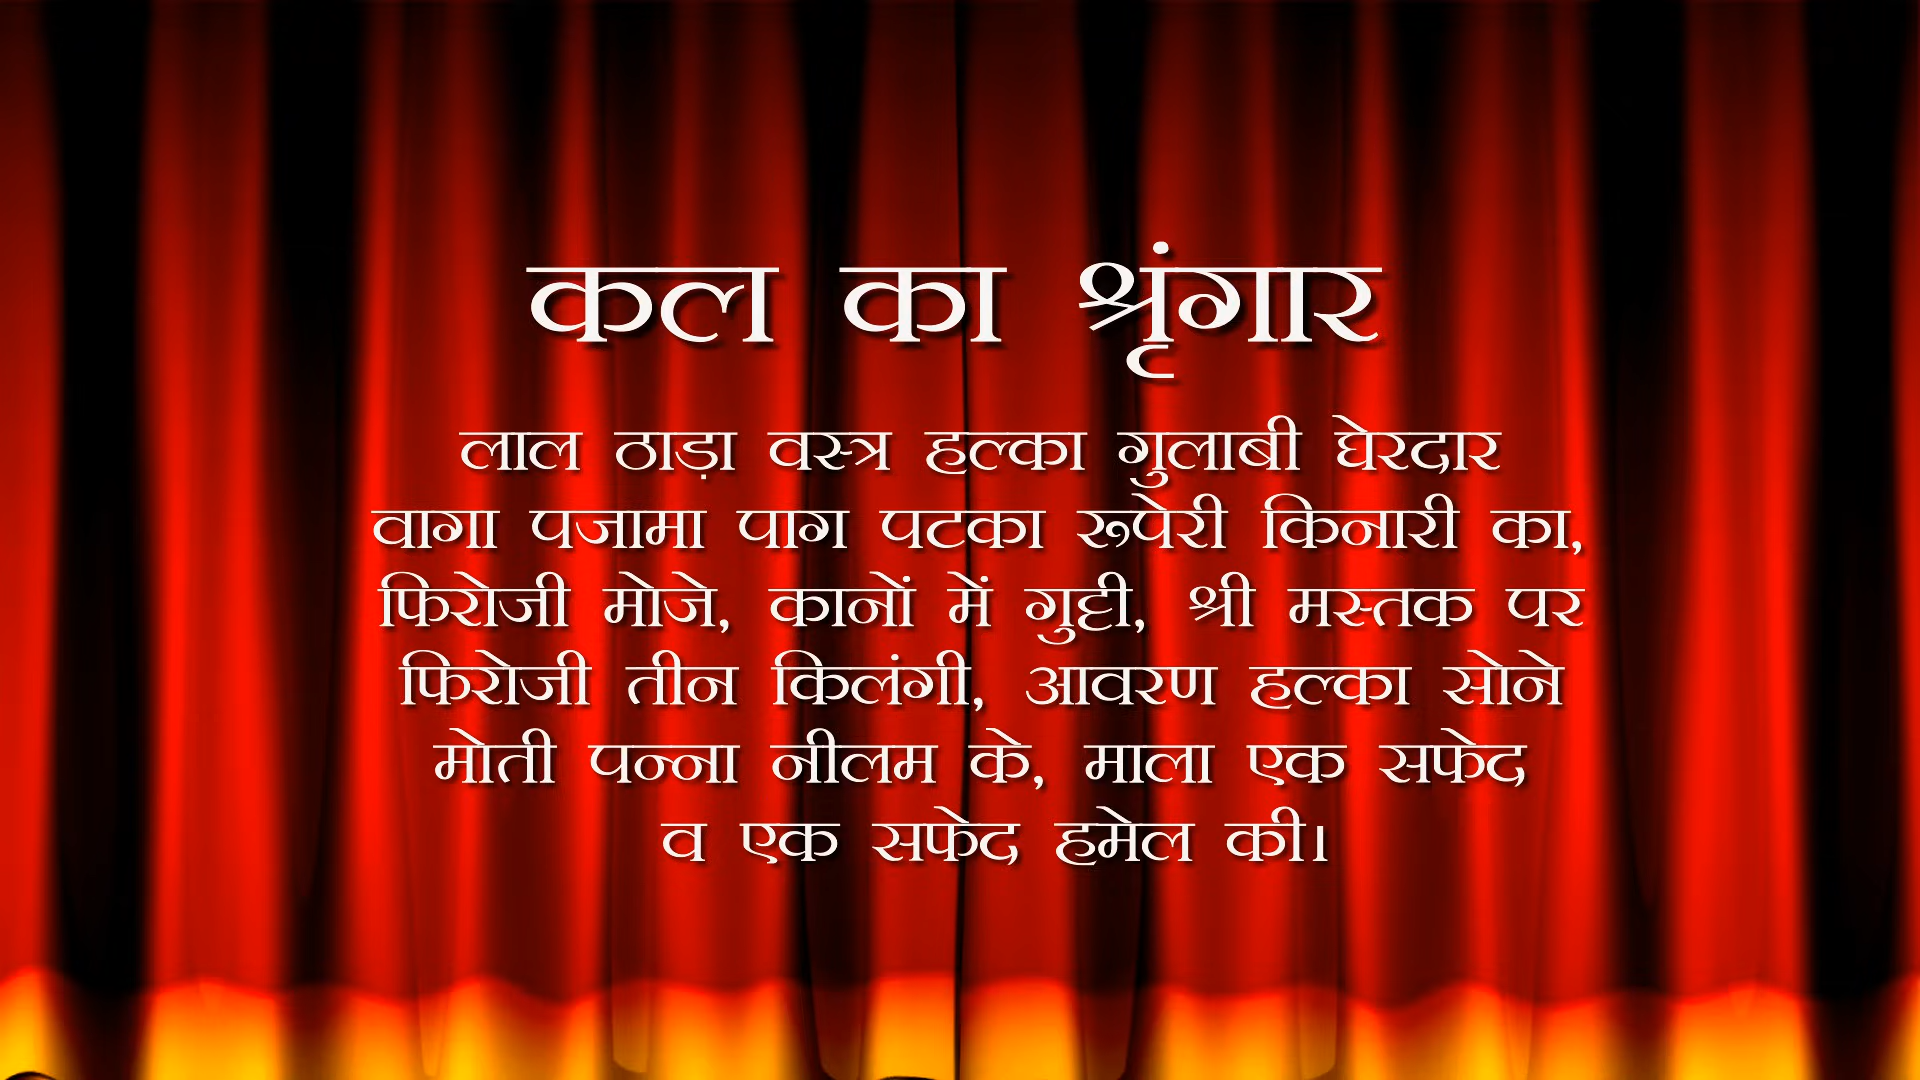 कल का श्रृंगार
लाल ठाड़ा वस्त्र हल्का गुलाबी घेरदार
वागा पजामा पाग पटका रूपेरी किनारी का,
फिरोजी मोजे, कानों में गुट्टी, श्री मस्तक पर
फिरोजी तीन किलंगी, आवरण हल्का सोने
मोती पन्ना नीलम के, माला एक सफेद
व एक सफेद हमेल की।